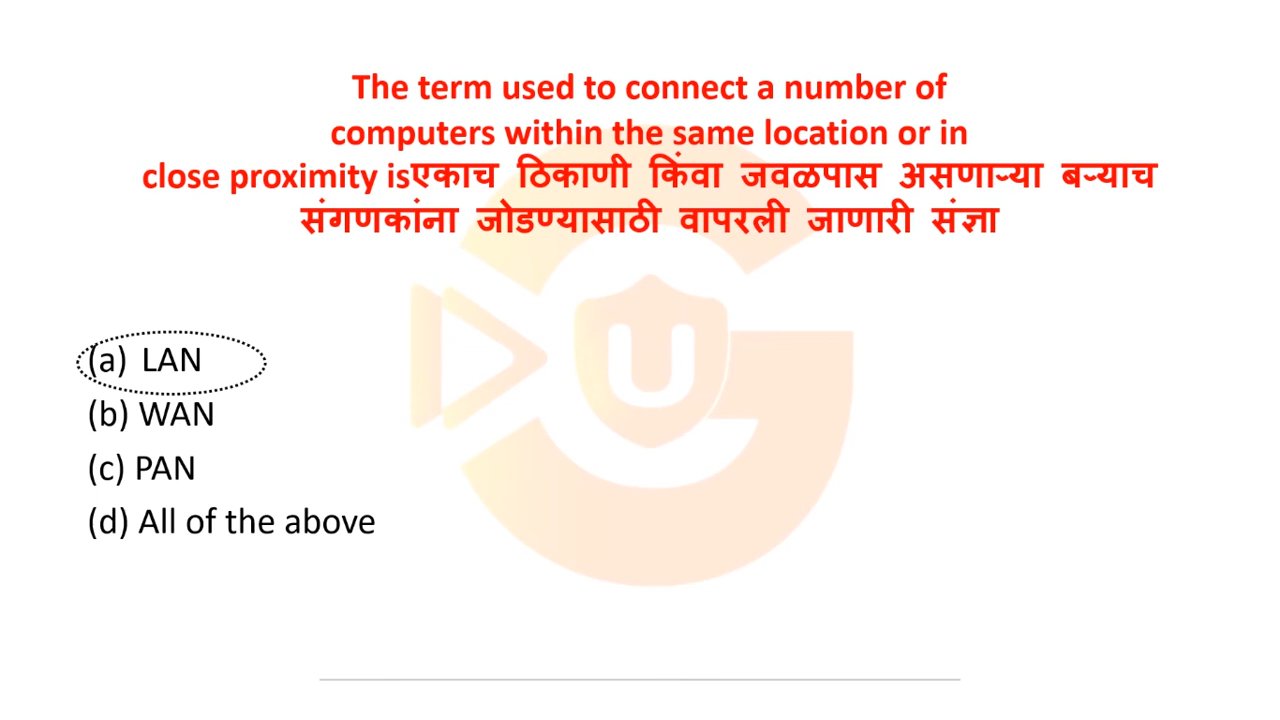 The term used to connect a number of
computers within the same location or in
close proximity isएकाच ठिकाणी किंवा जवळपास असणाऱ्या बऱ्याच
संगणकांना जोडण्यासाठी वापरली जाणारी संज्ञा
(a) LAN
(b) WAN
(c) PAN
(d) All of the above
U